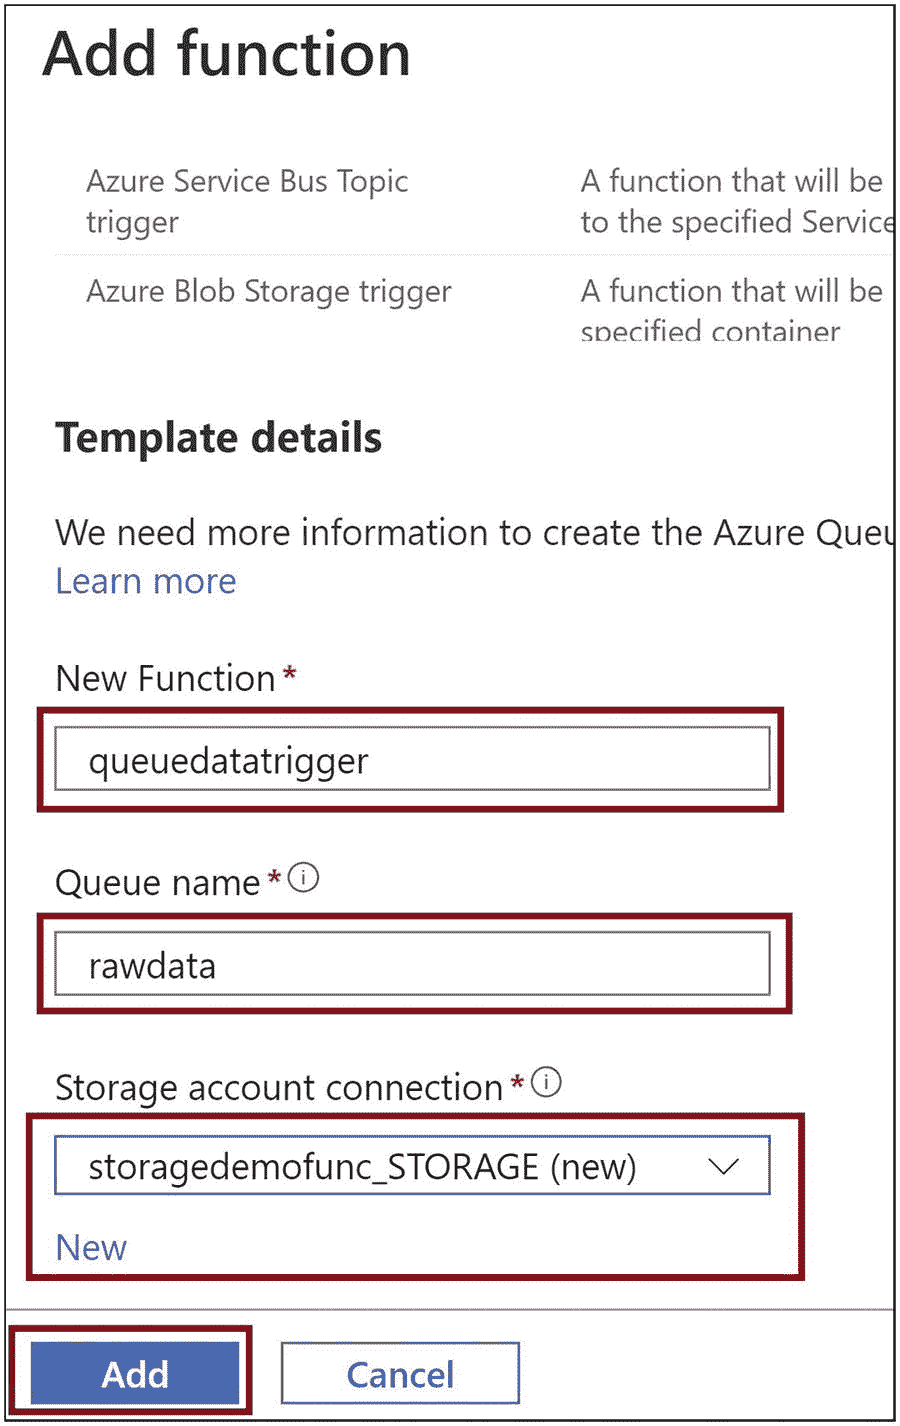 Add function
Azure Service Bus Topic
trigger
A function that will be
to the specified Service
Azure Blob Storage trigger
A function that will be
specified container
Template details
We need more information to create the Azure Queu
Learn more
New Function *
queuedatatrigger
Queue name *
rawdata
Storage account connection *
storagedemofunc_STORAGE (new)
New
Add
Cancel